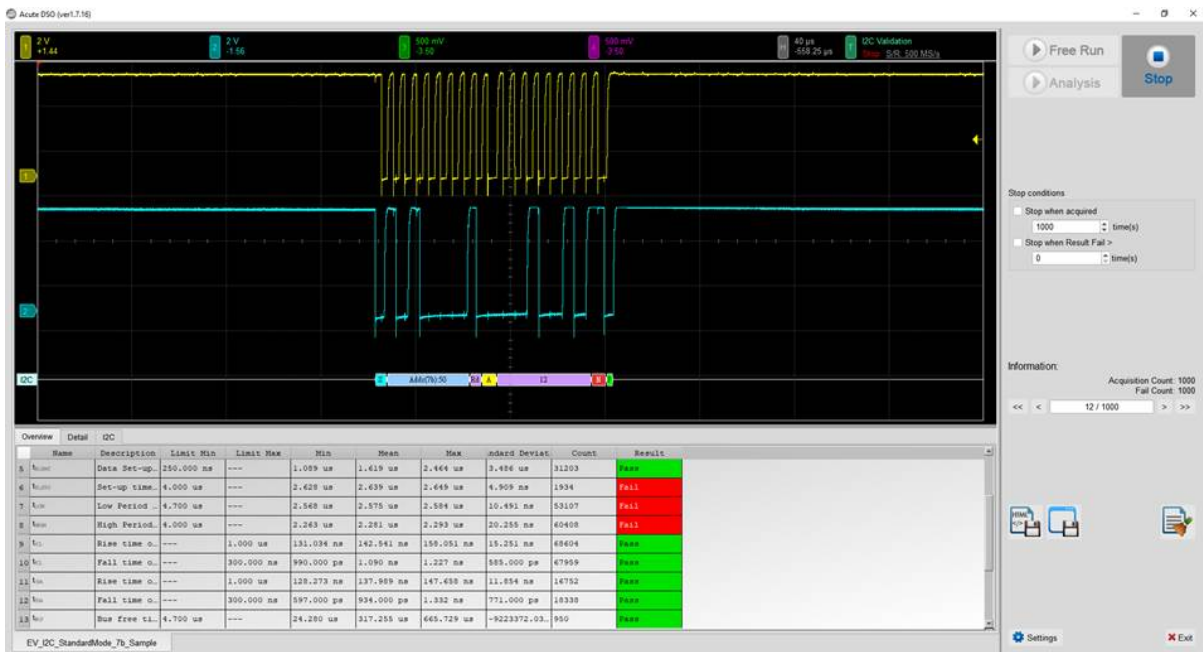 Acute DSO (ver1.7.16)
1 2 V +1.44
2 2 V -1.56
3 500 mV -3.50
500 mV -3.50
H 40 µs -558.25 µs
T I2C Validation
Stop S/R: 500 MS/s
Free Run
Analysis
Stop
1
2
I2C
Addr(7b):50 Rd A 12 N
Stop conditions
Stop when acquired
1000 time(s)
Stop when Result Fail >
0 time(s)
Information:
Acquisition Count: 1000
Fail Count: 1000
<< < 12 / 1000 > >>
Overview Detail I2C
Name Description Limit Min Limit Max Min Mean Max ndard Deviat Count Result
5 Data Set-up... 250.000 ns --- 1.089 us 1.619 us 2.464 us 3.486 us 31203 Pass
6 Set-up time... 4.000 us --- 2.628 us 2.639 us 2.649 us 4.909 ns 1934 Fail
7 Low Period ... 4.700 us --- 2.568 us 2.575 us 2.584 us 10.491 ns 53107 Fail
8 High Period... 4.000 us --- 2.263 us 2.281 us 2.293 us 20.255 ns 60408 Fail
9 Rise time o... --- 1.000 us 131.034 ns 142.541 ns 158.051 ns 15.251 ns 68604 Pass
10 Fall time o... --- 300.000 ns 990.000 ps 1.090 ns 1.227 ns 585.000 ps 67959 Pass
11 Rise time o... --- 1.000 us 128.273 ns 137.989 ns 147.658 ns 11.854 ns 16752 Pass
12 Fall time o... --- 300.000 ns 597.000 ps 934.000 ps 1.332 ns 771.000 ps 18338 Pass
13 Bus free ti... 4.700 us --- 24.280 us 317.255 us 665.729 us -9223372.03... 950 Pass
EV_I2C_StandardMode_7b_Sample
HTML
Settings
Exit